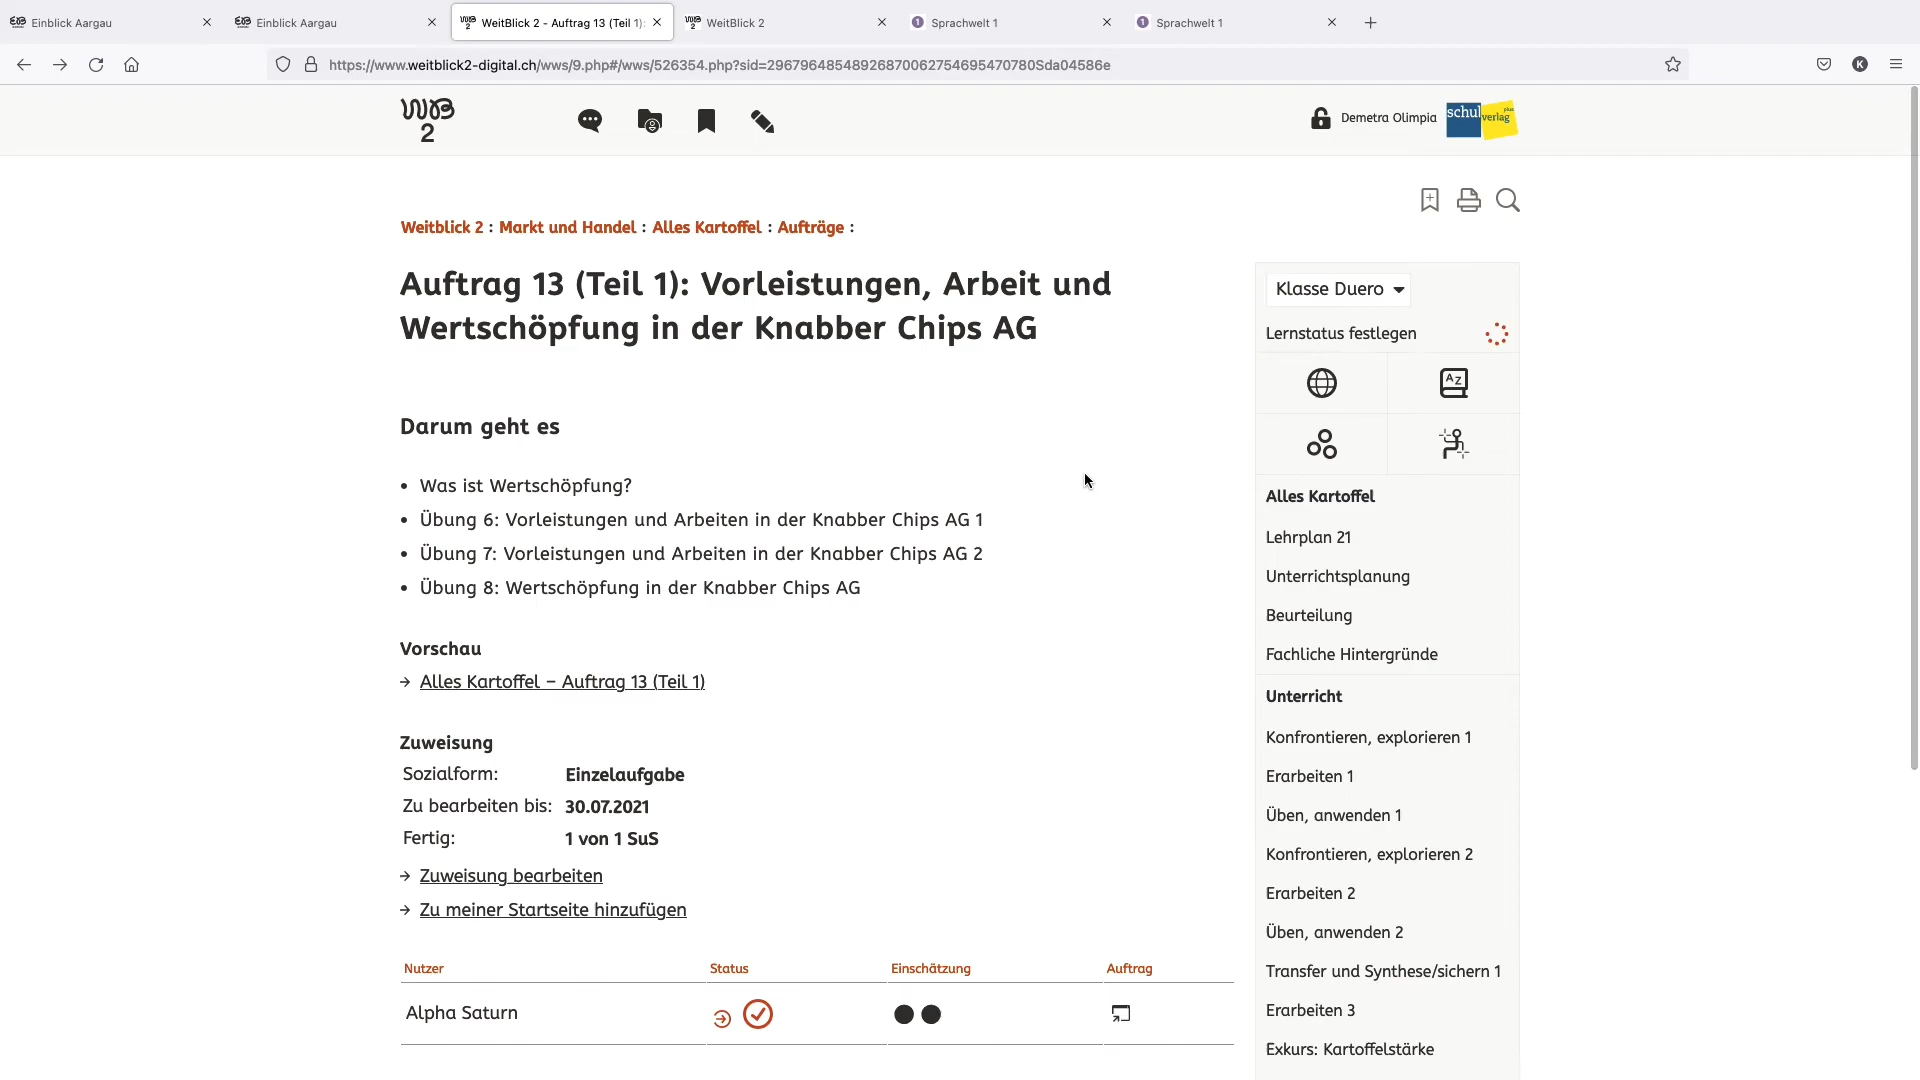 Einblick Aargau
Einblick Aargau
WeitBlick 2 - Auftrag 13 (Teil 1):
WeitBlick 2
Sprachwelt 1
Sprachwelt 1
https://www.weitblick2-digital.ch/wws/9.php#/wws/526354.php?sid=29679648548926870062754695470780Sda04586e
K
WB
2
Demetra Olimpia
schul
plus
verlag
Weitblick 2 : Markt und Handel : Alles Kartoffel : Aufträge :
Auftrag 13 (Teil 1): Vorleistungen, Arbeit und
Wertschöpfung in der Knabber Chips AG
Darum geht es
• Was ist Wertschöpfung?
• Übung 6: Vorleistungen und Arbeiten in der Knabber Chips AG 1
• Übung 7: Vorleistungen und Arbeiten in der Knabber Chips AG 2
• Übung 8: Wertschöpfung in der Knabber Chips AG
Vorschau
→ Alles Kartoffel – Auftrag 13 (Teil 1)
Zuweisung
Sozialform: Einzelaufgabe
Zu bearbeiten bis: 30.07.2021
Fertig: 1 von 1 SuS
→ Zuweisung bearbeiten
→ Zu meiner Startseite hinzufügen
Nutzer Status Einschätzung Auftrag
Alpha Saturn
Klasse Duero
Lernstatus festlegen
AZ
Alles Kartoffel
Lehrplan 21
Unterrichtsplanung
Beurteilung
Fachliche Hintergründe
Unterricht
Konfrontieren, explorieren 1
Erarbeiten 1
Üben, anwenden 1
Konfrontieren, explorieren 2
Erarbeiten 2
Üben, anwenden 2
Transfer und Synthese/sichern 1
Erarbeiten 3
Exkurs: Kartoffelstärke